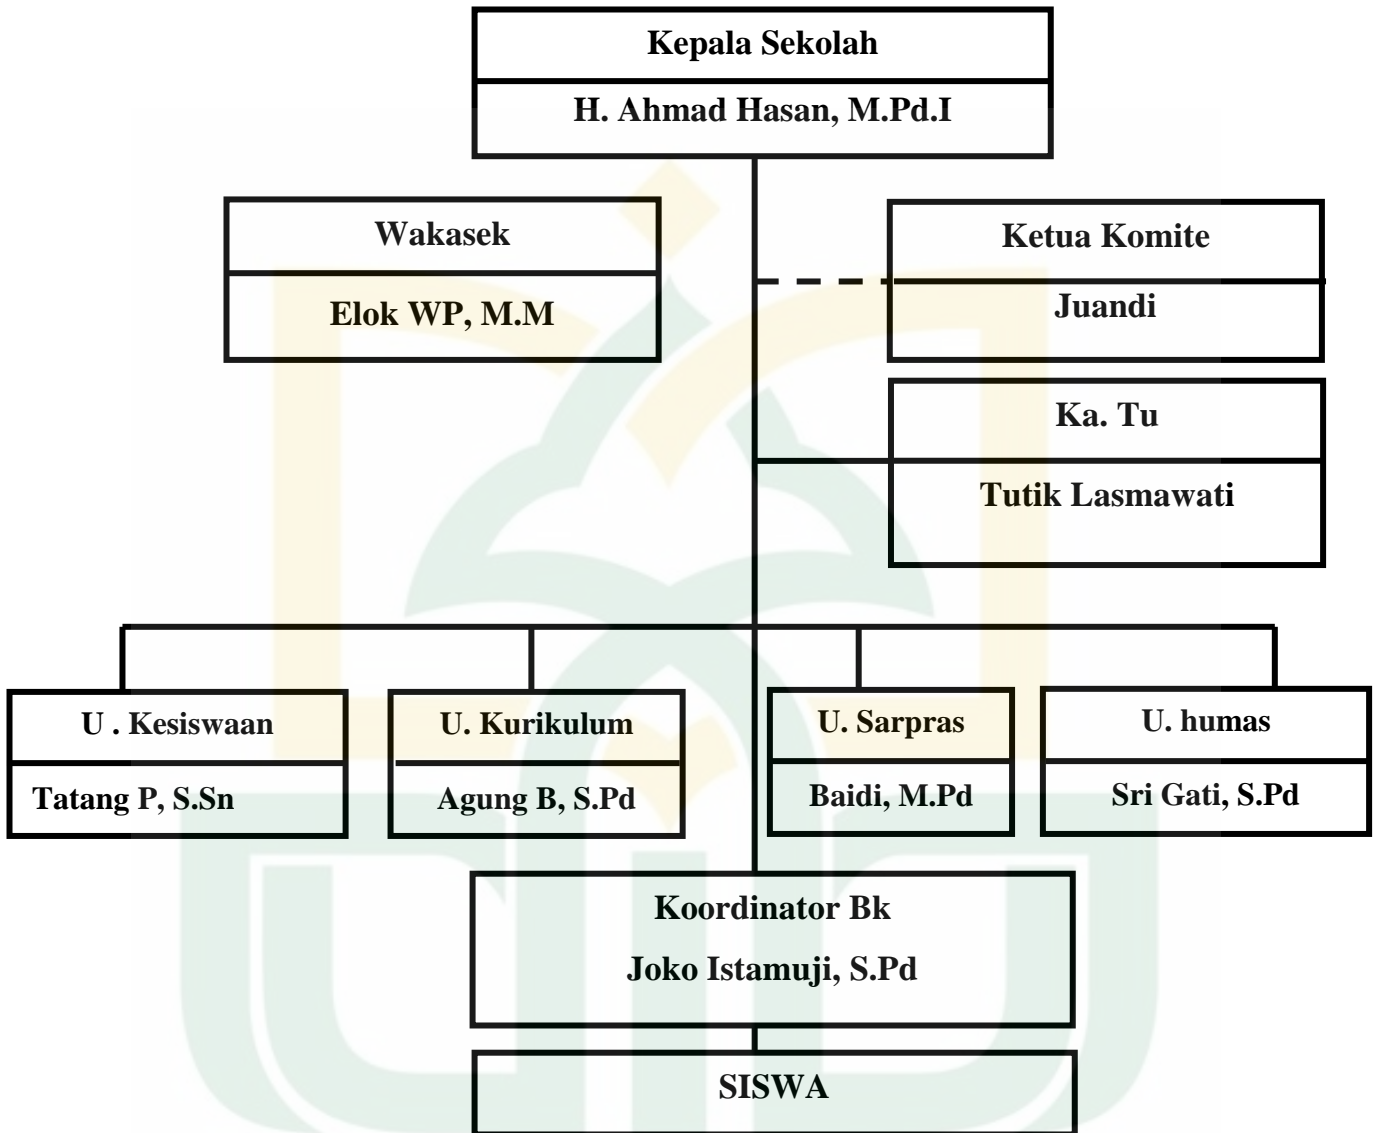 Kepala Sekolah
H. Ahmad Hasan, M.Pd.I
Wakasek
Elok WP, M.M
Ketua Komite
Juandi
Ka. Tu
Tutik Lasmawati
U . Kesiswaan
Tatang P, S.Sn
U. Kurikulum
Agung B, S.Pd
U. Sarpras
Baidi, M.Pd
U. humas
Sri Gati, S.Pd
Koordinator Bk
Joko Istamuji, S.Pd
SISWA